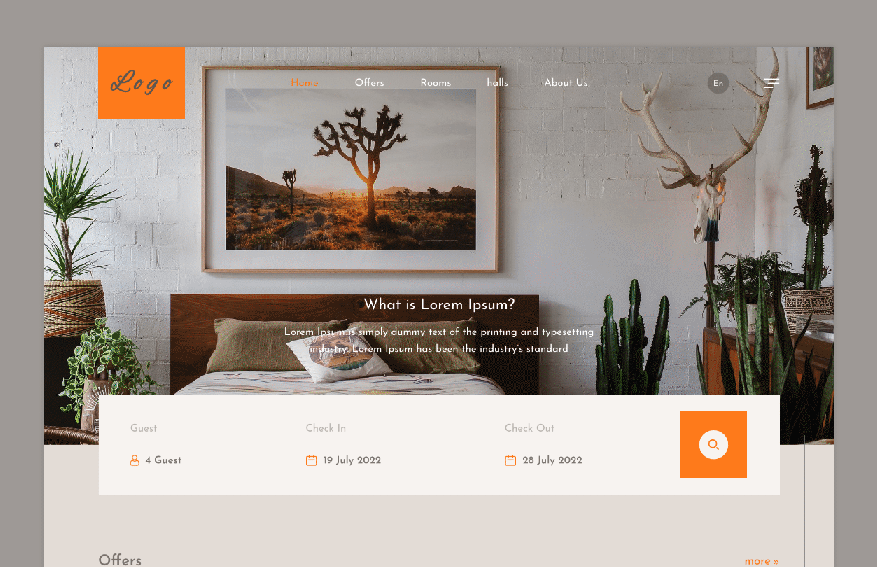 Logo
Home Offers Rooms halls About Us En
What is Lorem Ipsum?
Lorem Ipsum is simply dummy text of the printing and typesetting
industry. Lorem Ipsum has been the industry's standard
Guest Check In Check Out
4 Guest 19 July 2022 28 July 2022
Offers more »